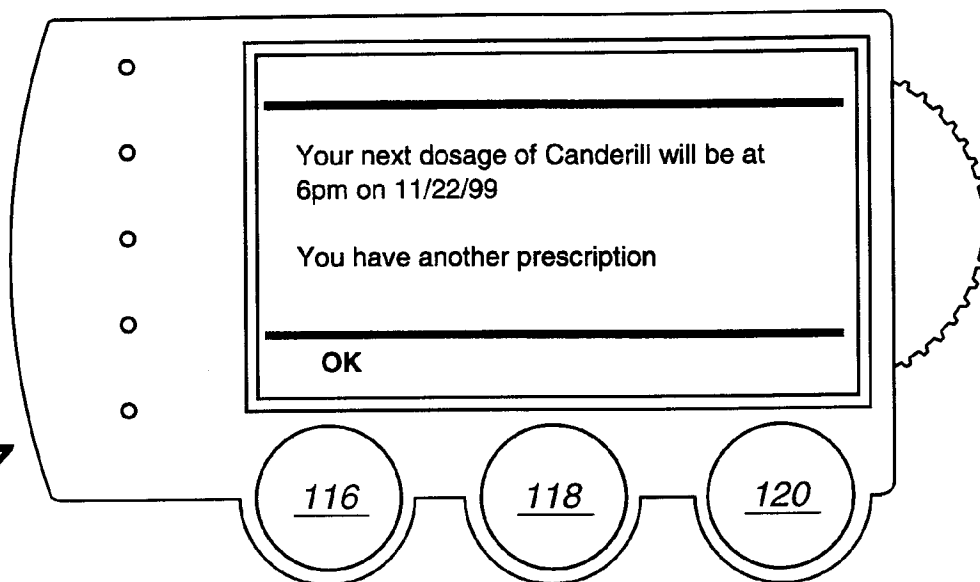 Your next dosage of Canderill will be at
6pm on 11/22/99
You have another prescription
OK
116
118
120